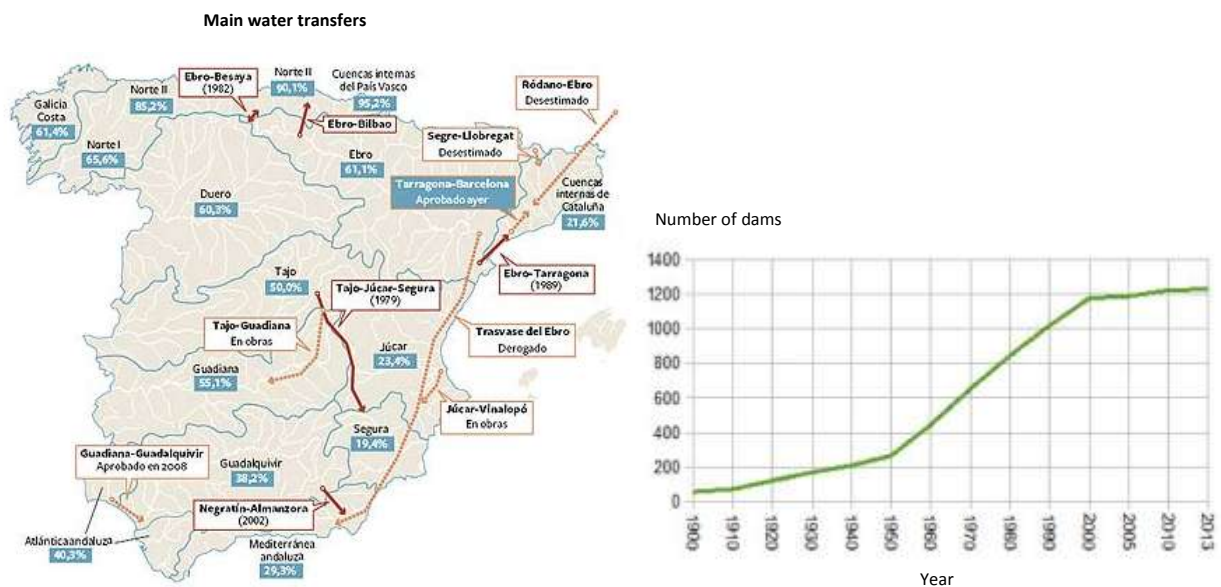 Main water transfers
Ebro-Besaya
(1982)
Norte II
90,1%
Cuencas internas
del País Vasco
95,2%
Ródano-Ebro
Desestimado
Norte II
85,2%
Galicia
Costa
61,4%
Norte I
65,6%
Ebro-Bilbao
Segre-Llobregat
Desestimado
Ebro
61,1%
Tarragona-Barcelona
Aprobado ayer
Cuencas
internas de
Cataluña
21,6%
Duero
60,3%
Tajo
50,0%
Tajo-Júcar-Segura
(1979)
Ebro-Tarragona
(1989)
Tajo-Guadiana
En obras
Trasvase del Ebro
Derogado
Júcar
23,4%
Guadiana
55,1%
Júcar-Vinalopó
En obras
Segura
19,4%
Guadiana-Guadalquivir
Aprobado en 2008
Guadalquivir
38,2%
Negratín-Almanzora
(2002)
Atlántica andaluza
40,3%
Mediterránea
andaluza
29,3%
Number of dams
1400
1200
1000
800
600
400
200
0
1900
1910
1920
1930
1940
1950
1960
1970
1980
1990
2000
2005
2010
2013
Year